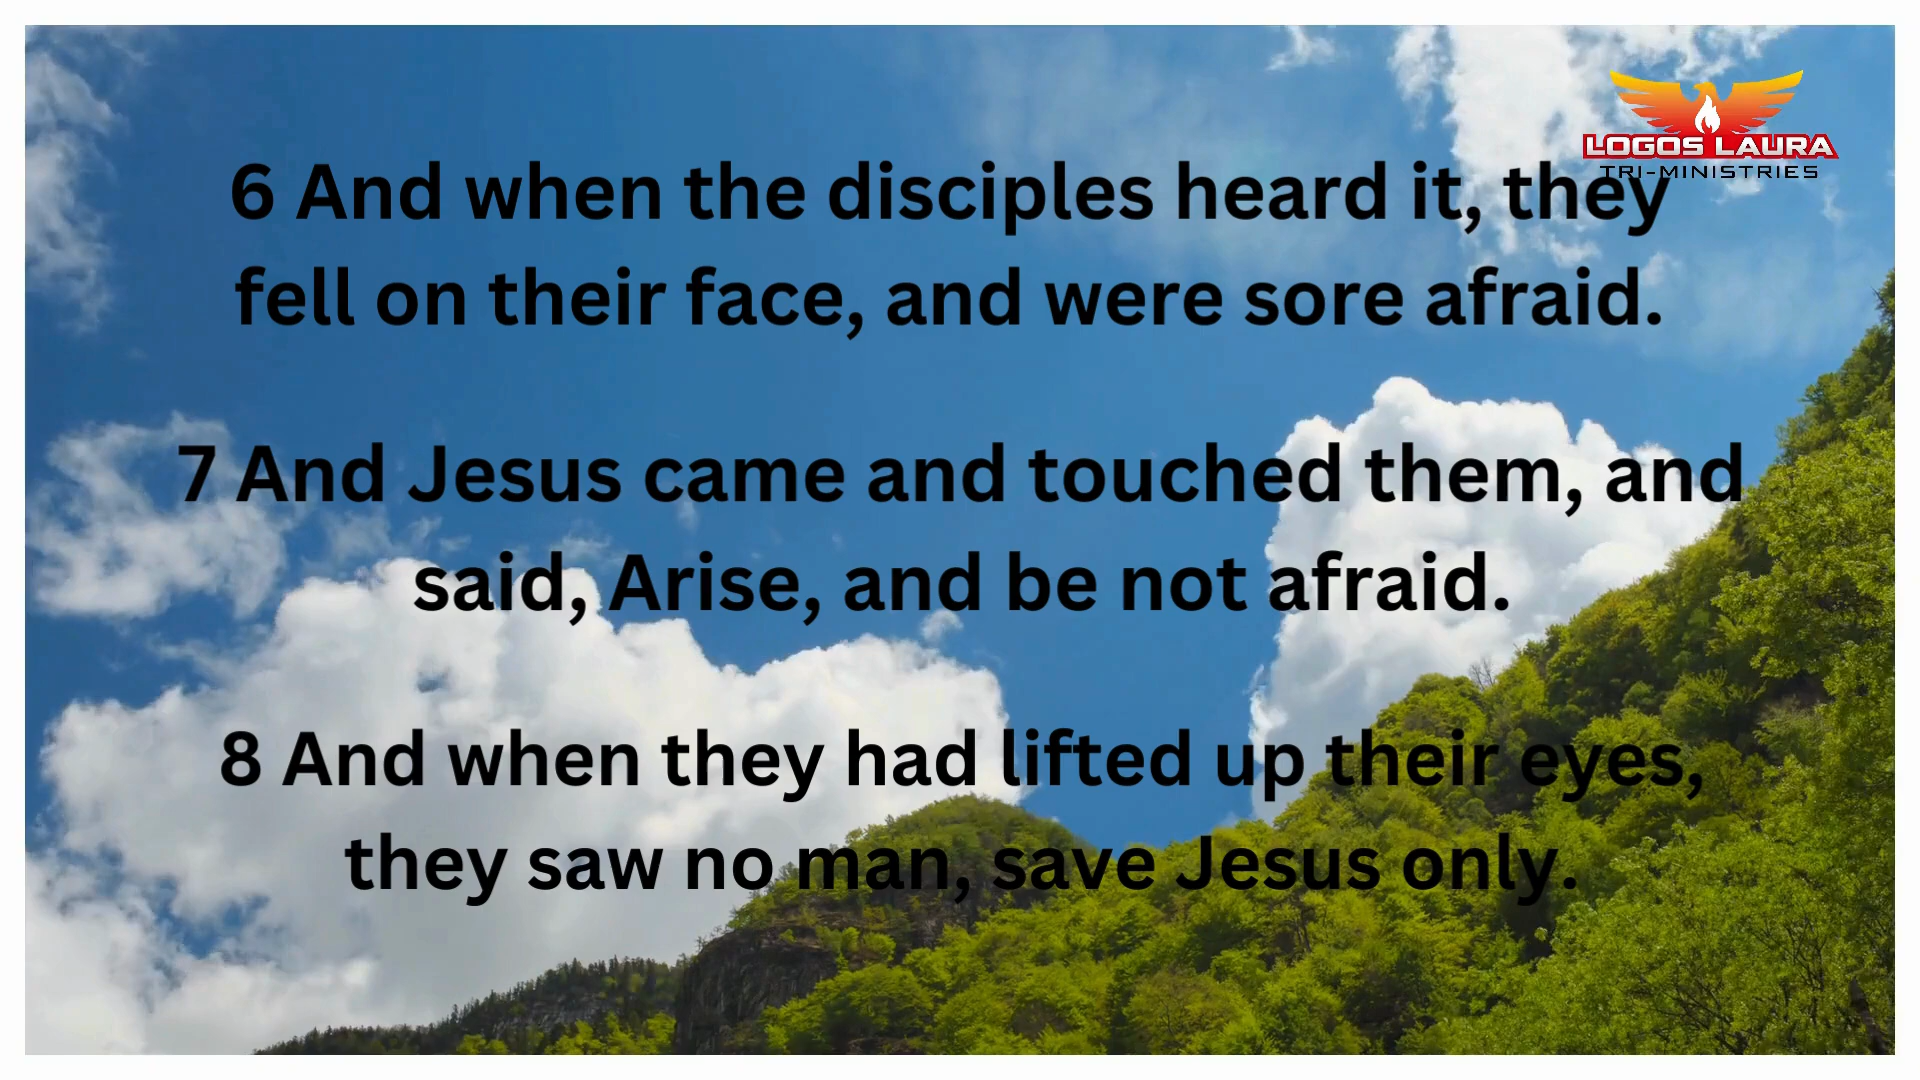 LOGOS LAURA
TRI-MINISTRIES
6 And when the disciples heard it, they
fell on their face, and were sore afraid.
7 And Jesus came and touched them, and
said, Arise, and be not afraid.
8 And when they had lifted up their eyes,
they saw no man, save Jesus only.